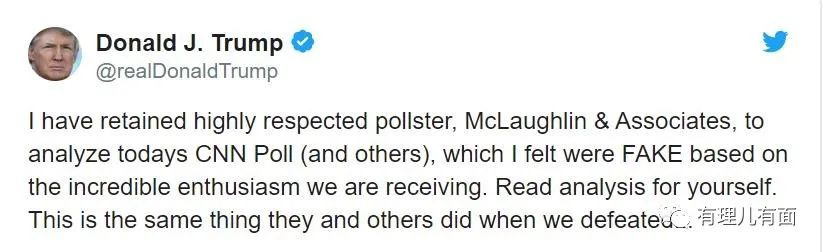 Donald J. Trump
@realDonaldTrump
I have retained highly respected pollster, McLaughlin & Associates, to
analyze todays CNN Poll (and others), which I felt were FAKE based on
the incredible enthusiasm we are receiving. Read analysis for yourself.
This is the same thing they and others did when we defeated...
有理儿有面